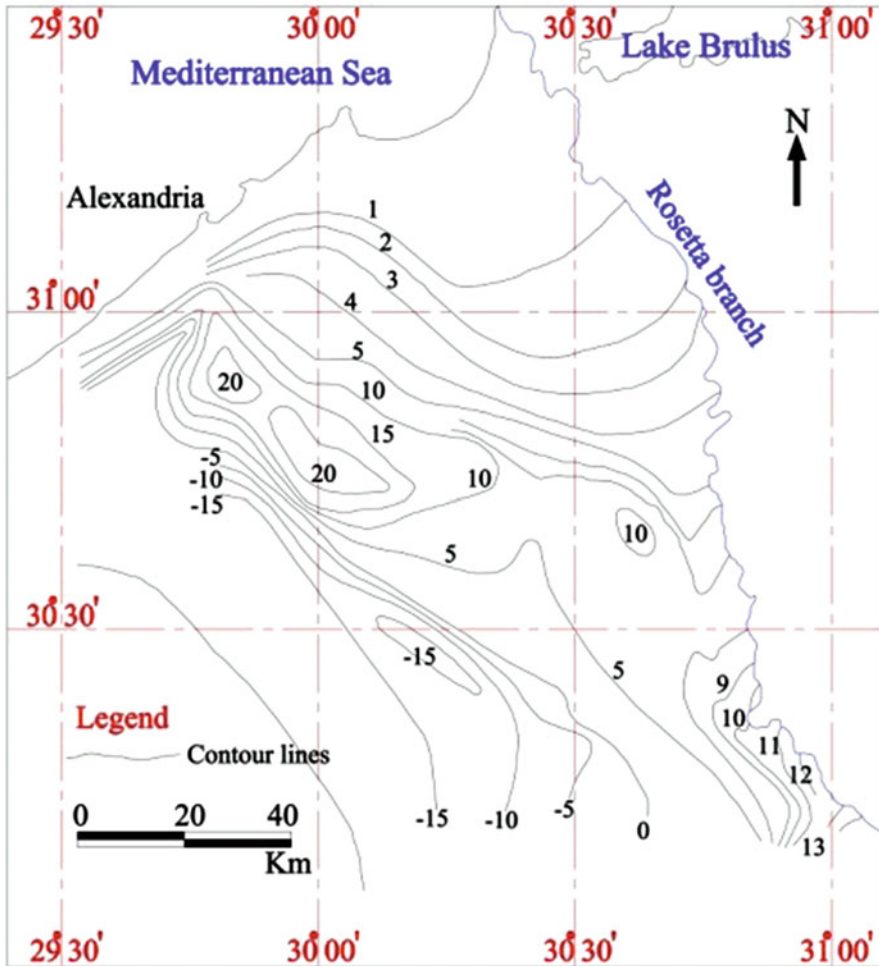 29°30' 30°00' 30°30' 31°00'
Lake Brulus
Mediterranean Sea
N
Alexandria
Rosetta branch
1
2
3
31°00'
4
5
10
20
15
20
10
-5
-10
-15
5
10
30°30'
-15
5
9
Legend
10
11
Contour lines
12
0 20 40
-15 -10 -5 0
13
Km
29°30' 30°00' 30°30' 31°00'